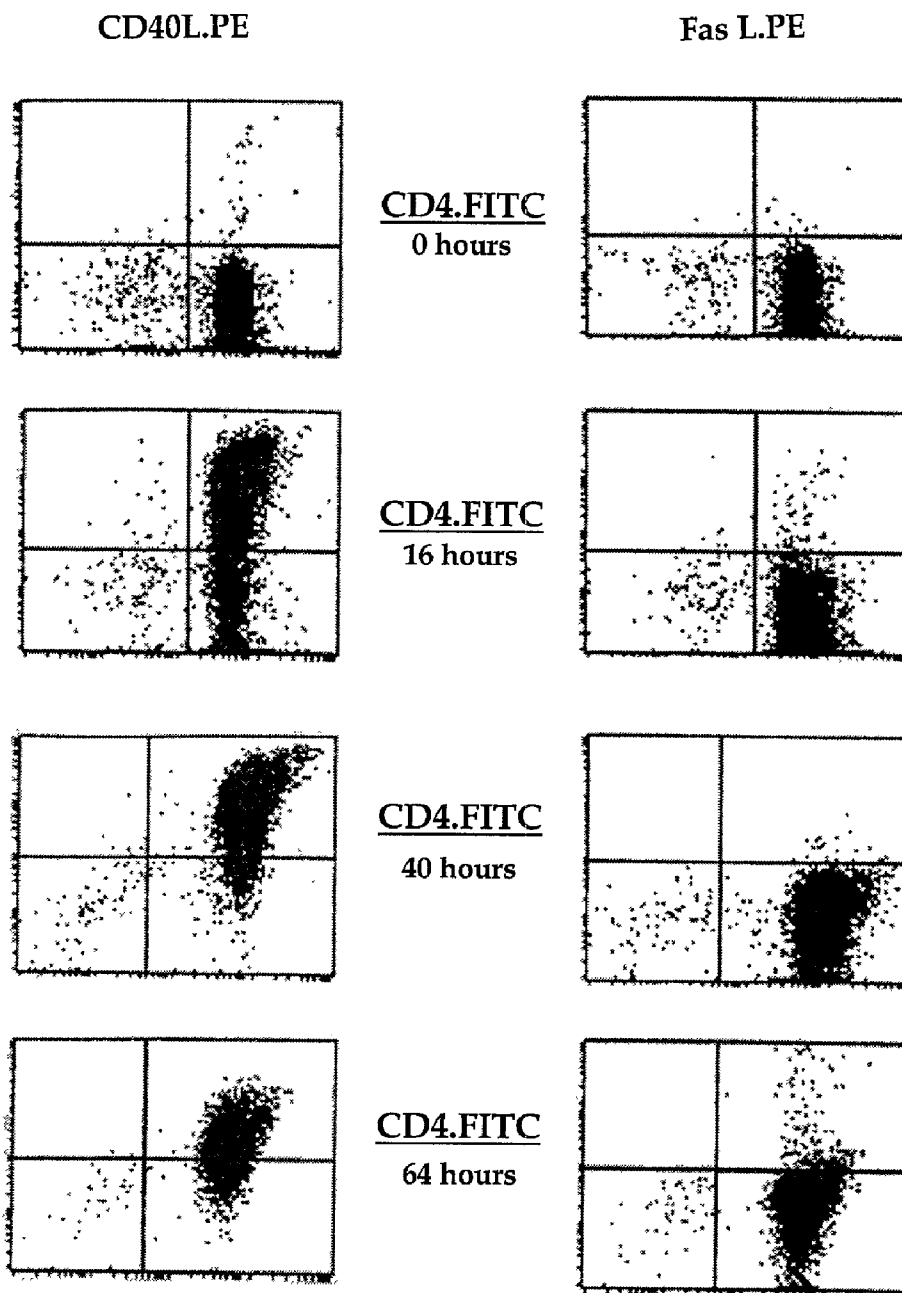 CD40L.PE
Fas L.PE
CD4.FITC
0 hours
CD4.FITC
16 hours
CD4.FITC
40 hours
CD4.FITC
64 hours